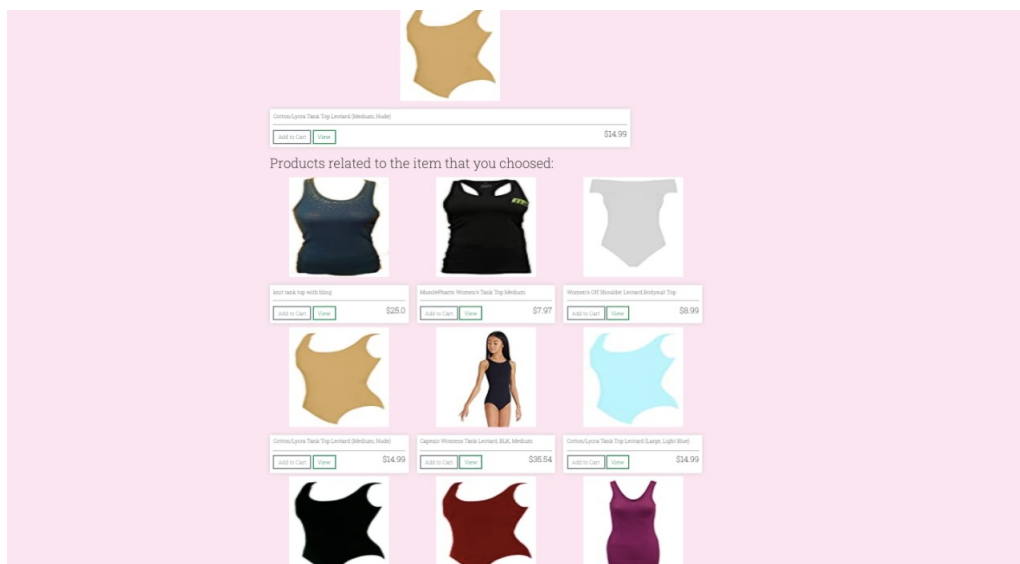 Cotton/Lycra Tank Top Leotard (Medium, Nude)
Add to Cart View $14.99
Products related to the item that you choosed:
knit tank top with bling
Add to Cart View $25.0
MusclePharm Women's Tank Top Medium
Add to Cart View $7.97
Women's Off Shoulder Leotard Bodysuit Top
Add to Cart View $8.99
Cotton/Lycra Tank Top Leotard (Medium, Nude)
Add to Cart View $14.99
Capezio Womens Tank Leotard, BLK, Medium
Add to Cart View $35.54
Cotton/Lycra Tank Top Leotard (Large, Light Blue)
Add to Cart View $14.99